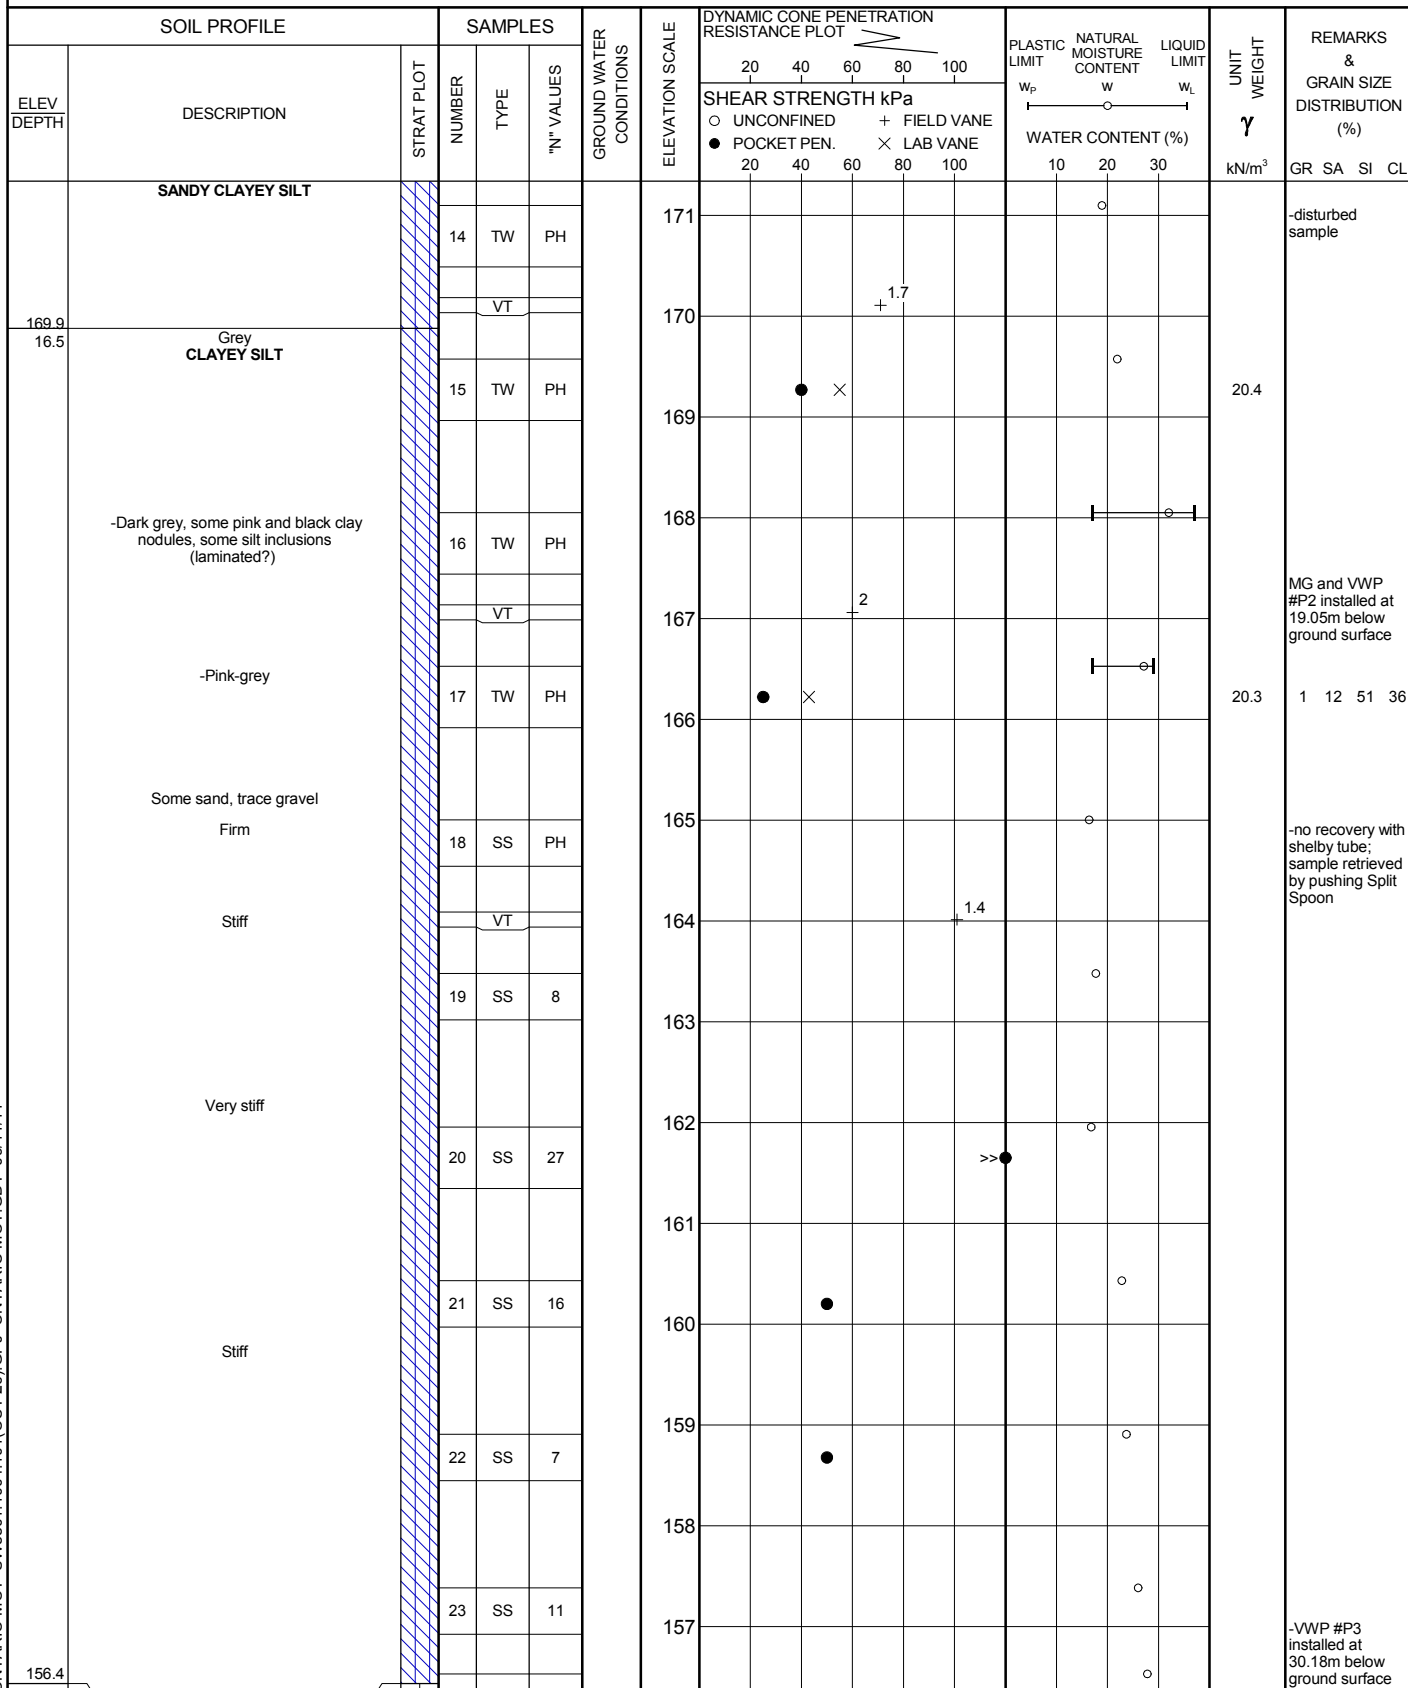 SOIL PROFILE
SAMPLES
GROUND WATER
CONDITIONS
ELEVATION SCALE
DYNAMIC CONE PENETRATION
RESISTANCE PLOT
20 40 60 80 100
SHEAR STRENGTH kPa
○ UNCONFINED + FIELD VANE
● POCKET PEN. × LAB VANE
20 40 60 80 100
PLASTIC
LIMIT
NATURAL
MOISTURE
CONTENT
LIQUID
LIMIT
wP w wL
WATER CONTENT (%)
10 20 30
UNIT
WEIGHT
γ
kN/m³
REMARKS
&
GRAIN SIZE
DISTRIBUTION
(%)
GR SA SI CL
ELEV
DEPTH
DESCRIPTION
STRAT PLOT
NUMBER
TYPE
"N" VALUES
SANDY CLAYEY SILT
171
-disturbed
sample
14 TW PH
1.7
VT
170
169.9
16.5
Grey
CLAYEY SILT
15 TW PH
20.4
169
168
-Dark grey, some pink and black clay
nodules, some silt inclusions
(laminated?)
16 TW PH
MG and VWP
#P2 installed at
19.05m below
ground surface
2
VT
167
-Pink-grey
17 TW PH
20.3
1 12 51 36
166
Some sand, trace gravel
165
Firm
18 SS PH
-no recovery with
shelby tube;
sample retrieved
by pushing Split
Spoon
1.4
Stiff
VT
164
19 SS 8
163
Very stiff
162
20 SS 27
>>
161
21 SS 16
160
Stiff
159
22 SS 7
158
23 SS 11
157
-VWP #P3
installed at
30.18m below
ground surface
156.4